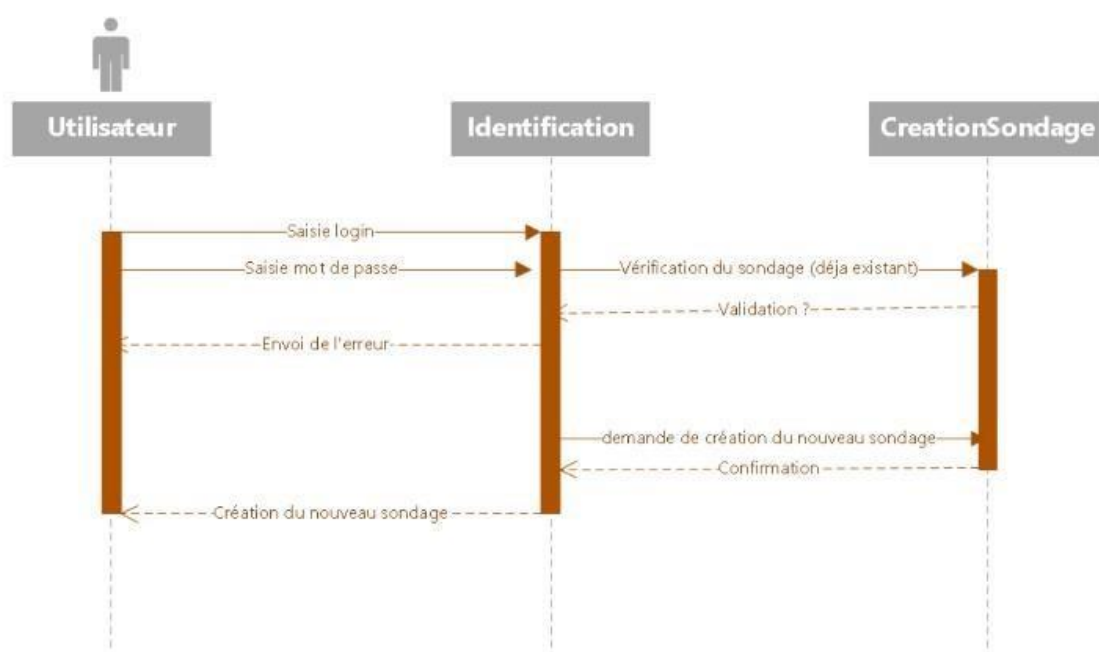 Utilisateur
Identification
CreationSondage
Saisie login
Saisie mot de passe
Vérification du sondage (déja existant)
Validation ?
Envoi de l'erreur
demande de création du nouveau sondage
Confirmation
Création du nouveau sondage